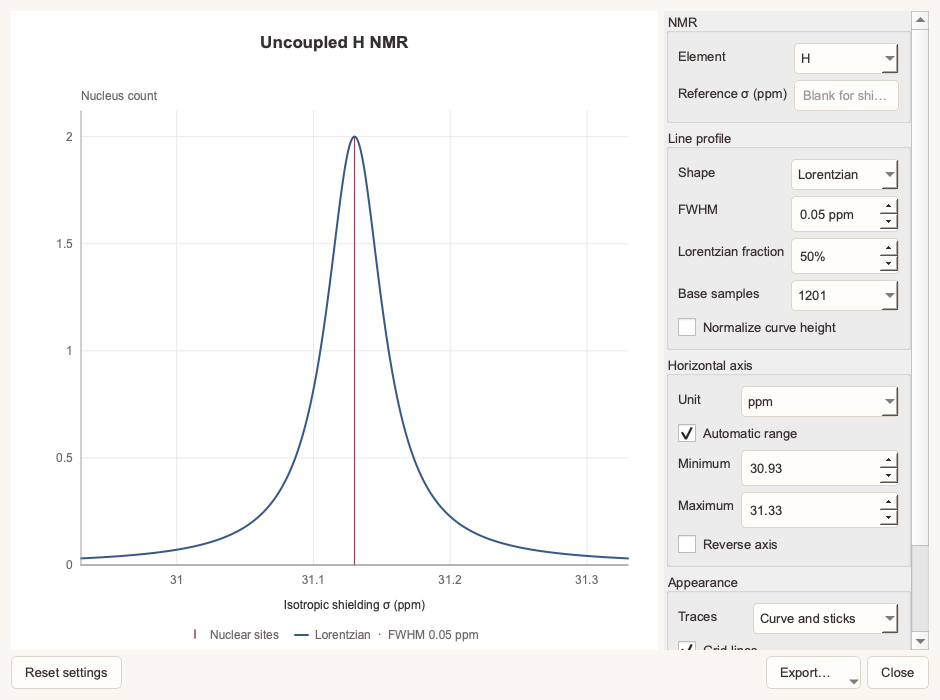 Uncoupled H NMR
Nucleus count
2
1.5
1
0.5
0
31
31.1
31.2
31.3
Isotropic shielding σ (ppm)
Nuclear sites
Lorentzian · FWHM 0.05 ppm
NMR
Element
H
Reference σ (ppm)
Blank for shi...
Line profile
Shape
Lorentzian
FWHM
0.05 ppm
Lorentzian fraction
50%
Base samples
1201
Normalize curve height
Horizontal axis
Unit
ppm
Automatic range
Minimum
30.93
Maximum
31.33
Reverse axis
Appearance
Traces
Curve and sticks
Grid lines
Reset settings
Export...
Close